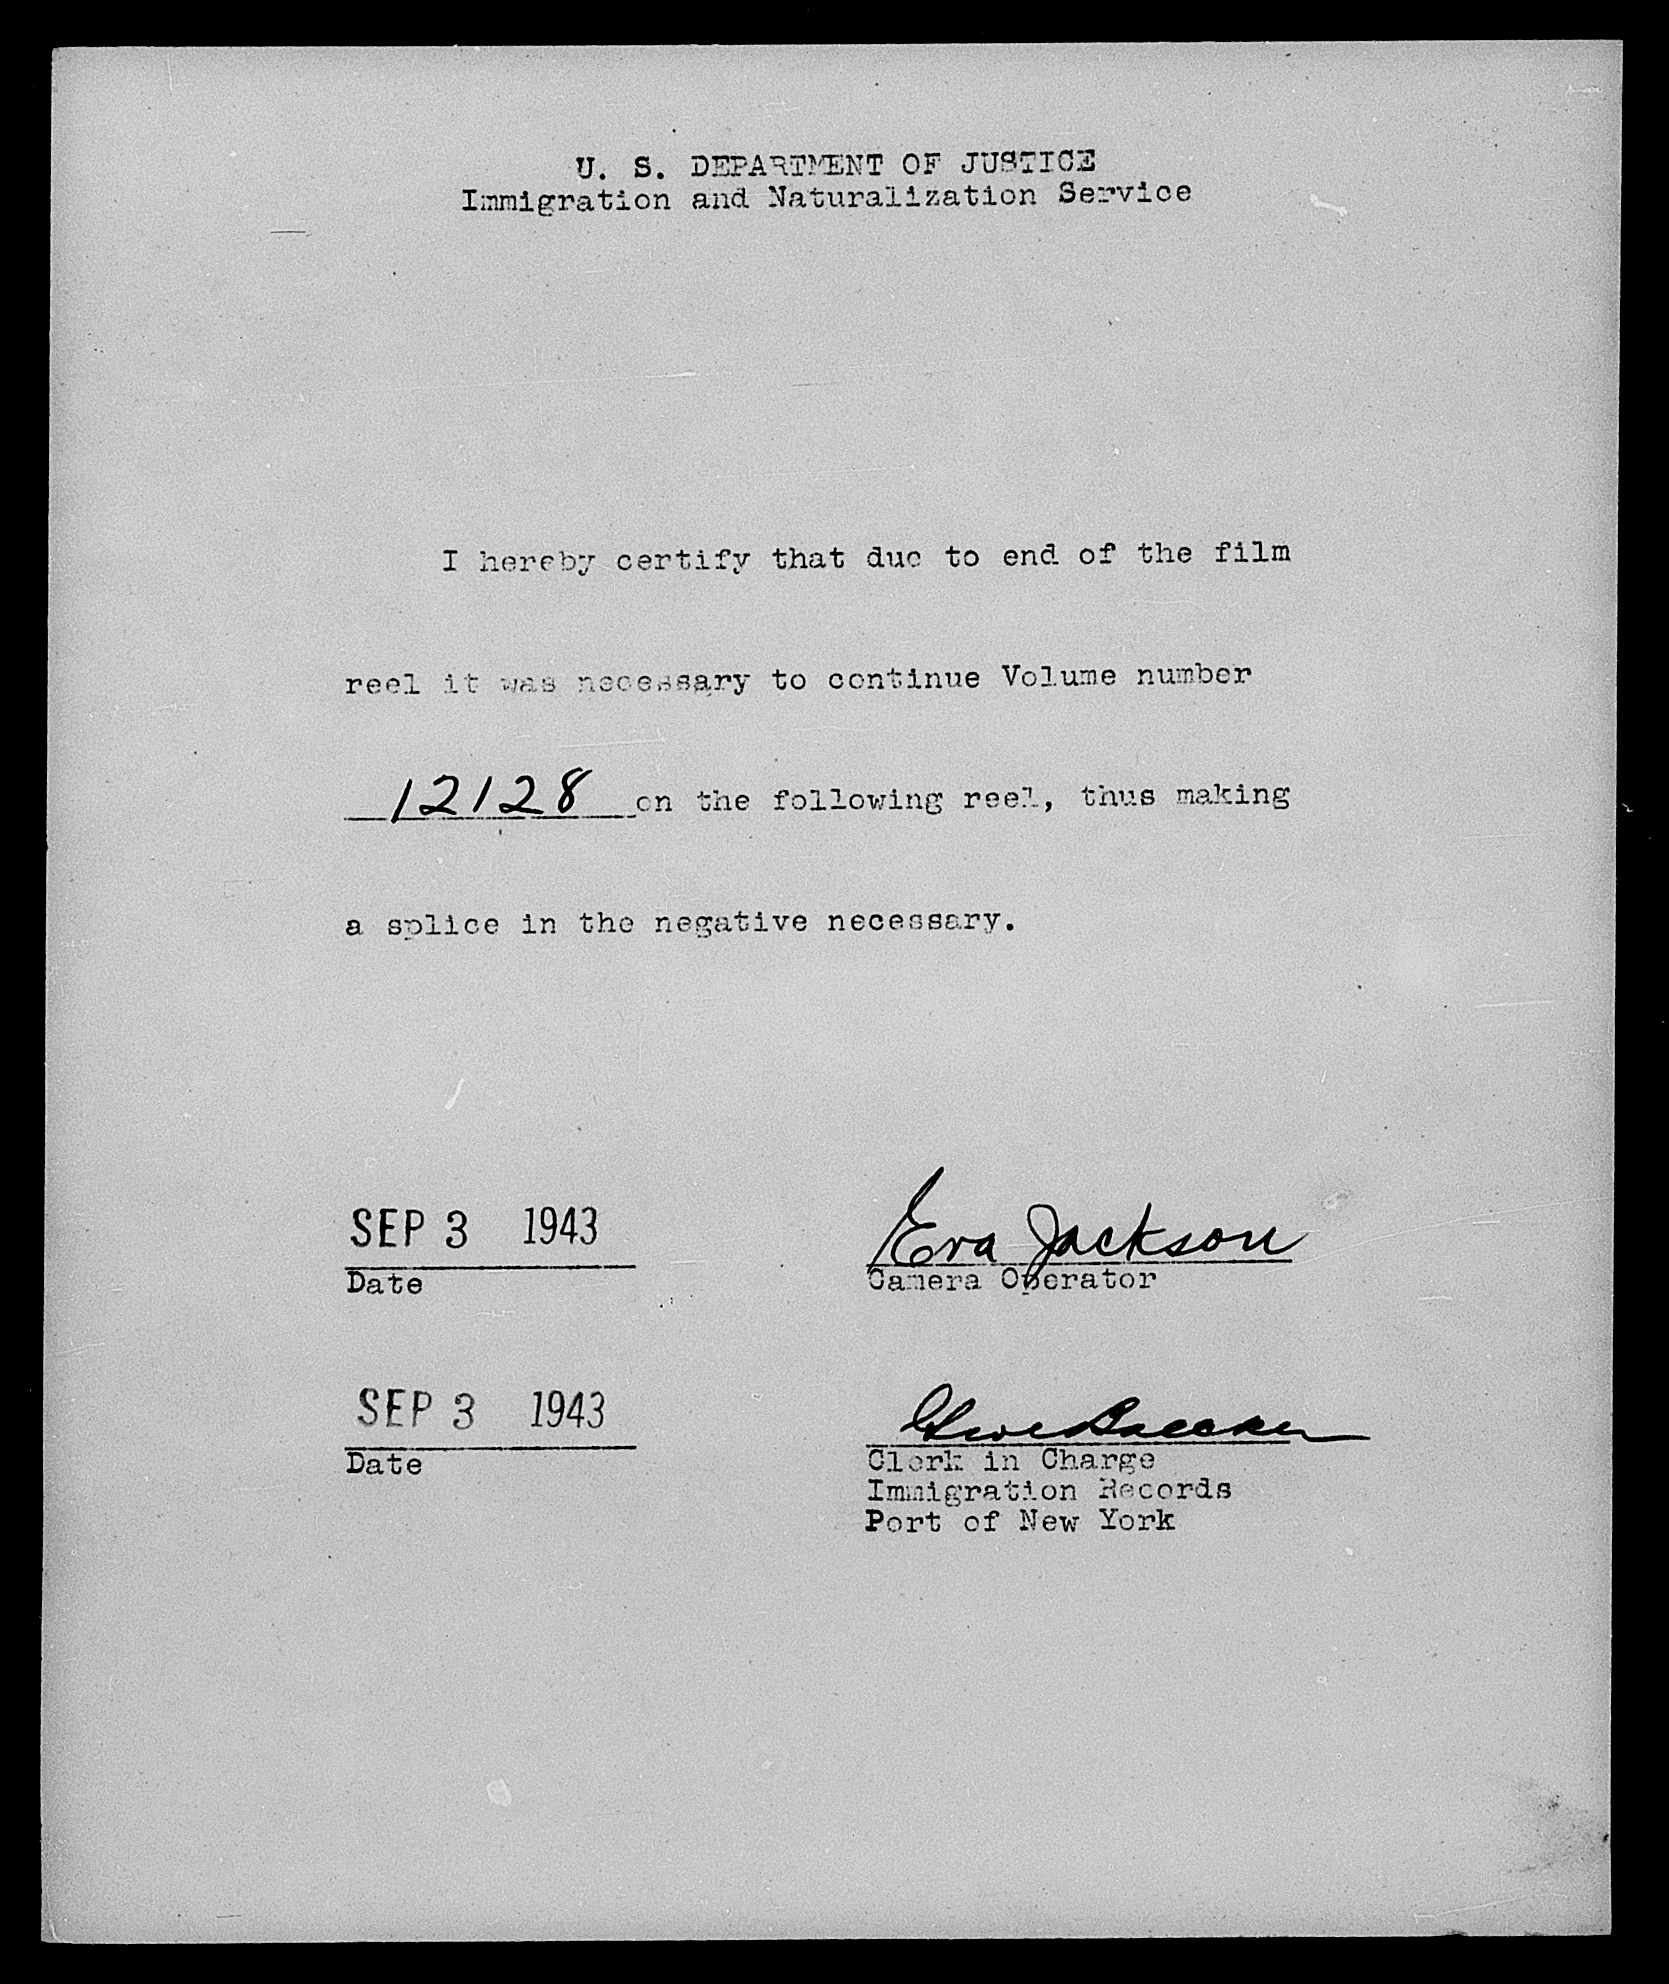 U. S. DEPARTMENT OF JUSTICE
Immigration and Naturalization Service
I hereby certify that due to end of the film
reel it was necessary to continue Volume number
12128 on the following reel, thus making
a splice in the negative necessary.
SEP 3 1943
Eva Jackson
Date
Camera Operator
SEP 3 1943
Date
Clerk in Charge
Immigration Records
Port of New York